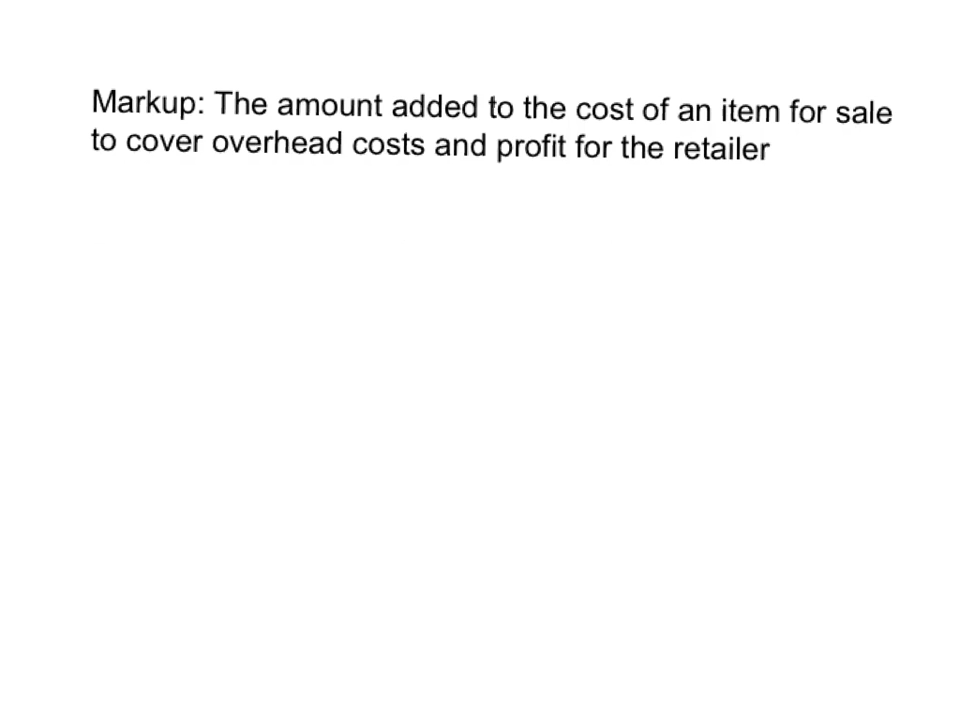 Markup: The amount added to the cost of an item for sale
to cover overhead costs and profit for the retailer